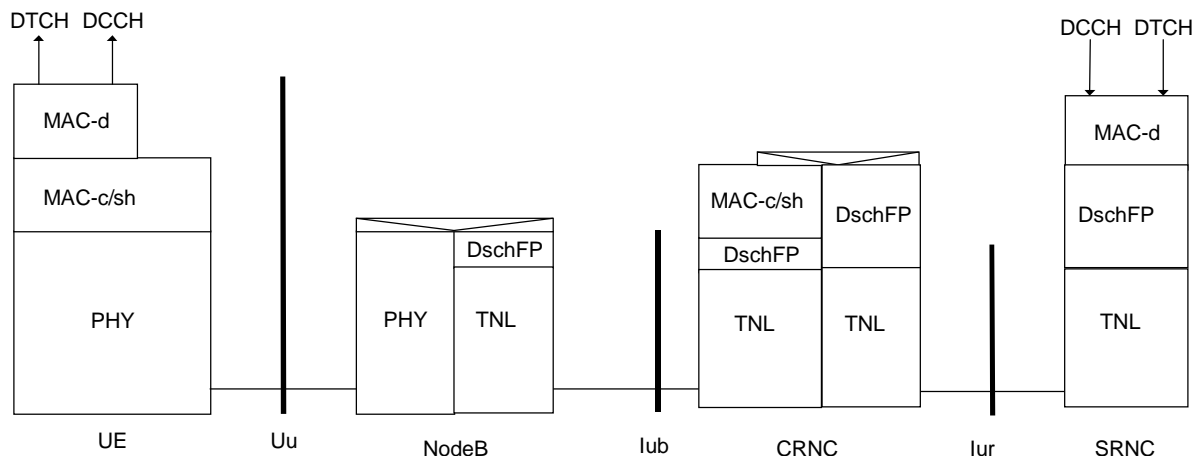 DTCH DCCH
DCCH DTCH
MAC-d
MAC-d
MAC-c/sh
MAC-c/sh
DschFP
DschFP
DschFP
DschFP
PHY
PHY
TNL
TNL
TNL
TNL
UE
Uu
NodeB
Iub
CRNC
Iur
SRNC